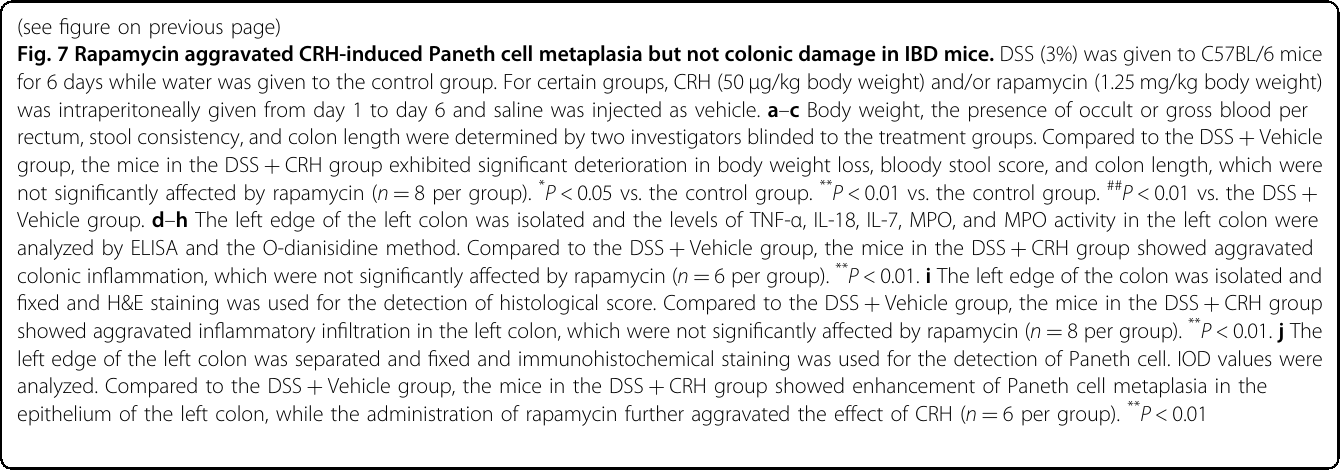 (see figure on previous page)
Fig. 7 Rapamycin aggravated CRH-induced Paneth cell metaplasia but not colonic damage in IBD mice. DSS (3%) was given to C57BL/6 mice
for 6 days while water was given to the control group. For certain groups, CRH (50 μg/kg body weight) and/or rapamycin (1.25 mg/kg body weight)
was intraperitoneally given from day 1 to day 6 and saline was injected as vehicle. a–c Body weight, the presence of occult or gross blood per
rectum, stool consistency, and colon length were determined by two investigators blinded to the treatment groups. Compared to the DSS + Vehicle
group, the mice in the DSS + CRH group exhibited significant deterioration in body weight loss, bloody stool score, and colon length, which were
not significantly affected by rapamycin (n = 8 per group). *P < 0.05 vs. the control group. **P < 0.01 vs. the control group. ##P < 0.01 vs. the DSS +
Vehicle group. d–h The left edge of the left colon was isolated and the levels of TNF-α, IL-18, IL-7, MPO, and MPO activity in the left colon were
analyzed by ELISA and the O-dianisidine method. Compared to the DSS + Vehicle group, the mice in the DSS + CRH group showed aggravated
colonic inflamnation, which were not significantly affected by rapamycin (n = 6 per group). **P < 0.01. i The left edge of the colon was isolated and
fixed and H&E staining was used for the detection of histological score. Compared to the DSS + Vehicle group, the mice in the DSS + CRH group
showed aggravated inflammatory infiltration in the left colon, which were not significantly affected by rapamycin (n = 8 per group). **P < 0.01. j The
left edge of the left colon was separated and fixed and immunohistochemical staining was used for the detection of Paneth cell. IOD values were
analyzed. Compared to the DSS + Vehicle group, the mice in the DSS + CRH group showed enhancement of Paneth cell metaplasia in the
epithelium of the left colon, while the administration of rapamycin further aggravated the effect of CRH (n = 6 per group). **P < 0.01